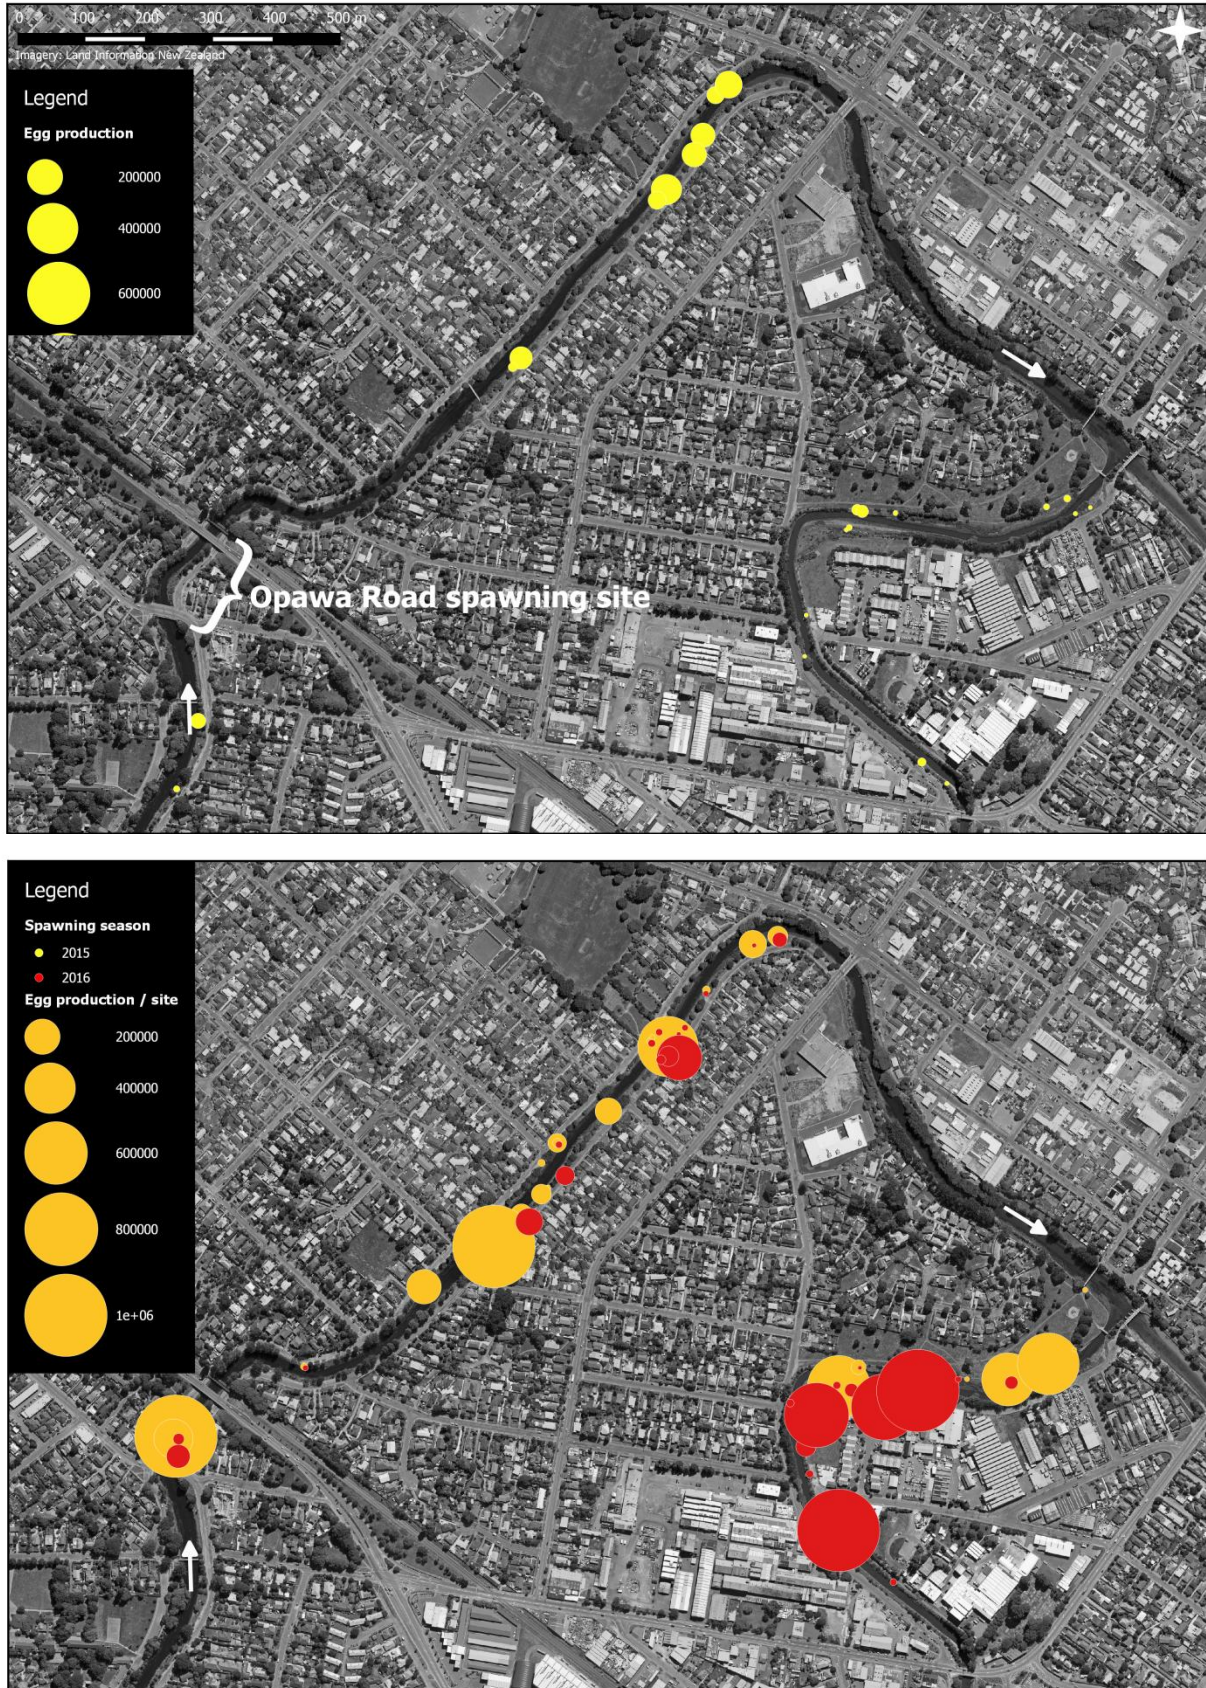 0 100 200 300 400 500 m
Imagery: Land Information New Zealand
Legend
Egg production
200000
400000
600000
Opawa Road spawning site
Legend
Spawning season
2015
2016
Egg production / site
200000
400000
600000
800000
1e+06